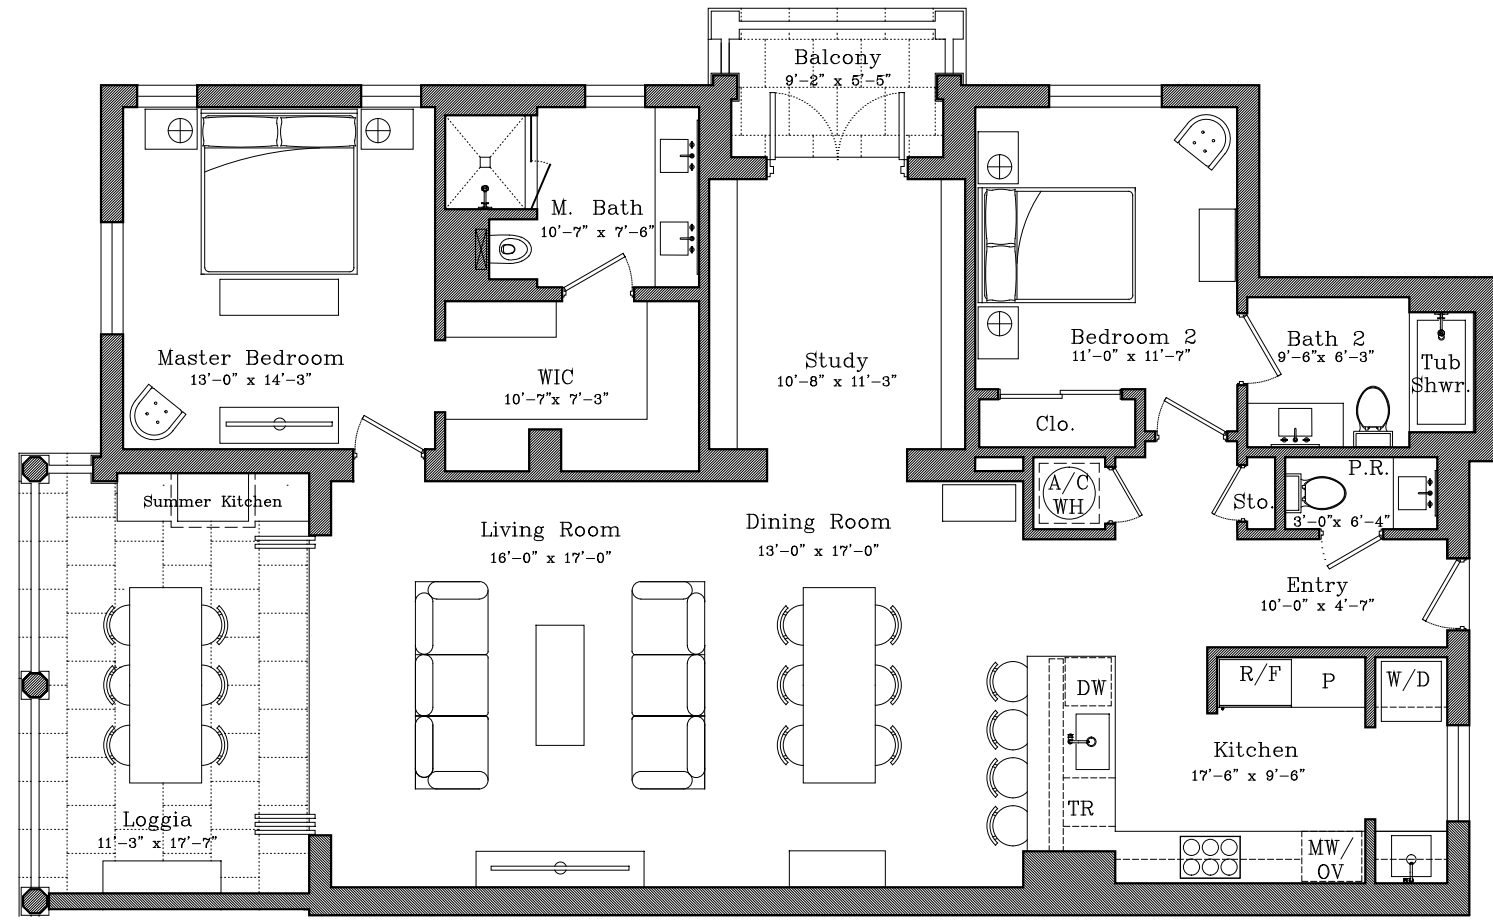 Balcony
9'-2" x 5'-5"
M. Bath
10'-7" x 7'-6"
Master Bedroom
13'-0" x 14'-3"
WIC
10'-7"x 7'-3"
Study
10'-8" x 11'-3"
Bedroom 2
11'-0" x 11'-7"
Bath 2
9'-6"x 6'-3"
Tub
Shwr.
Clo.
Summer Kitchen
A/C
WH
Sto.
P.R.
3'-0"x 6'-4"
Living Room
16'-0" x 17'-0"
Dining Room
13'-0" x 17'-0"
Entry
10'-0" x 4'-7"
R/F
P
W/D
DW
Kitchen
17'-6" x 9'-6"
TR
Loggia
11'-3" x 17'-7"
MW/
OV